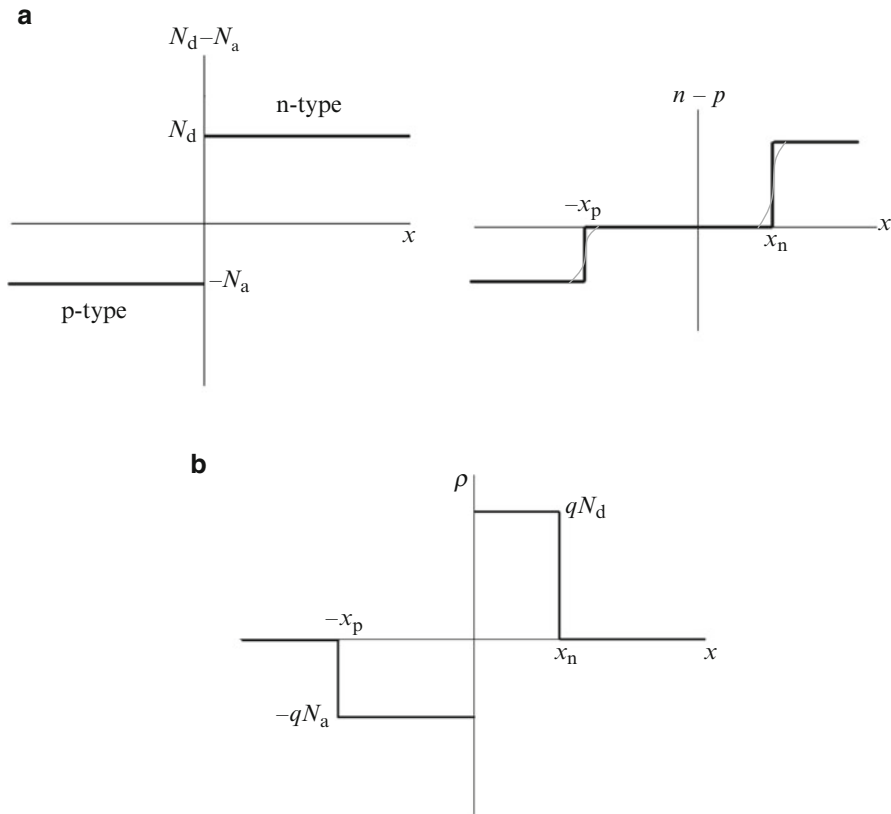 a
N_d–N_a
n-type
N_d
x
–N_a
p-type
n – p
–x_p
x_n
x
b
ρ
qN_d
–x_p
x_n
x
–qN_a